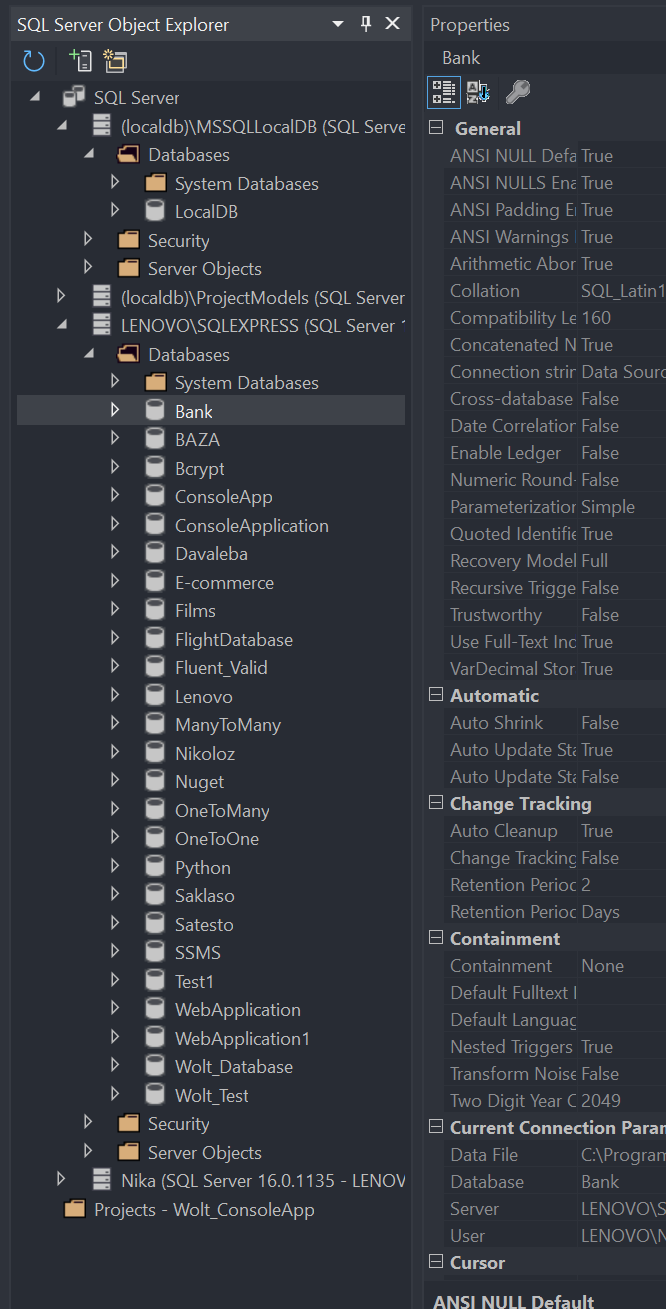 SQL Server Object Explorer
SQL Server
(localdb)\MSSQLLocalDB (SQL Serve
Databases
System Databases
LocalDB
Security
Server Objects
(localdb)\ProjectModels (SQL Server
LENOVO\SQLEXPRESS (SQL Server 1
Databases
System Databases
Bank
BAZA
Bcrypt
ConsoleApp
ConsoleApplication
Davaleba
E-commerce
Films
FlightDatabase
Fluent_Valid
Lenovo
ManyToMany
Nikoloz
Nuget
OneToMany
OneToOne
Python
Saklaso
Satesto
SSMS
Test1
WebApplication
WebApplication1
Wolt_Database
Wolt_Test
Security
Server Objects
Nika (SQL Server 16.0.1135 - LENOV
Projects - Wolt_ConsoleApp
Properties
Bank
General
ANSI NULL Defa True
ANSI NULLS Ena True
ANSI Padding E True
ANSI Warnings True
Arithmetic Abor True
Collation SQL_Latin1
Compatibility Le 160
Concatenated N True
Connection strin Data Sourc
Cross-database False
Date Correlation False
Enable Ledger False
Numeric Round- False
Parameterization Simple
Quoted Identifie True
Recovery Model Full
Recursive Trigge False
Trustworthy False
Use Full-Text Inc True
VarDecimal Stor True
Automatic
Auto Shrink False
Auto Update Sta True
Auto Update Sta False
Change Tracking
Auto Cleanup True
Change Tracking False
Retention Perioc 2
Retention Perioc Days
Containment
Containment None
Default Fulltext l
Default Languag
Nested Triggers True
Transform Noise False
Two Digit Year C 2049
Current Connection Param
Data File C:\Program
Database Bank
Server LENOVO\S
User LENOVO\N
Cursor
ANSI NULL Default